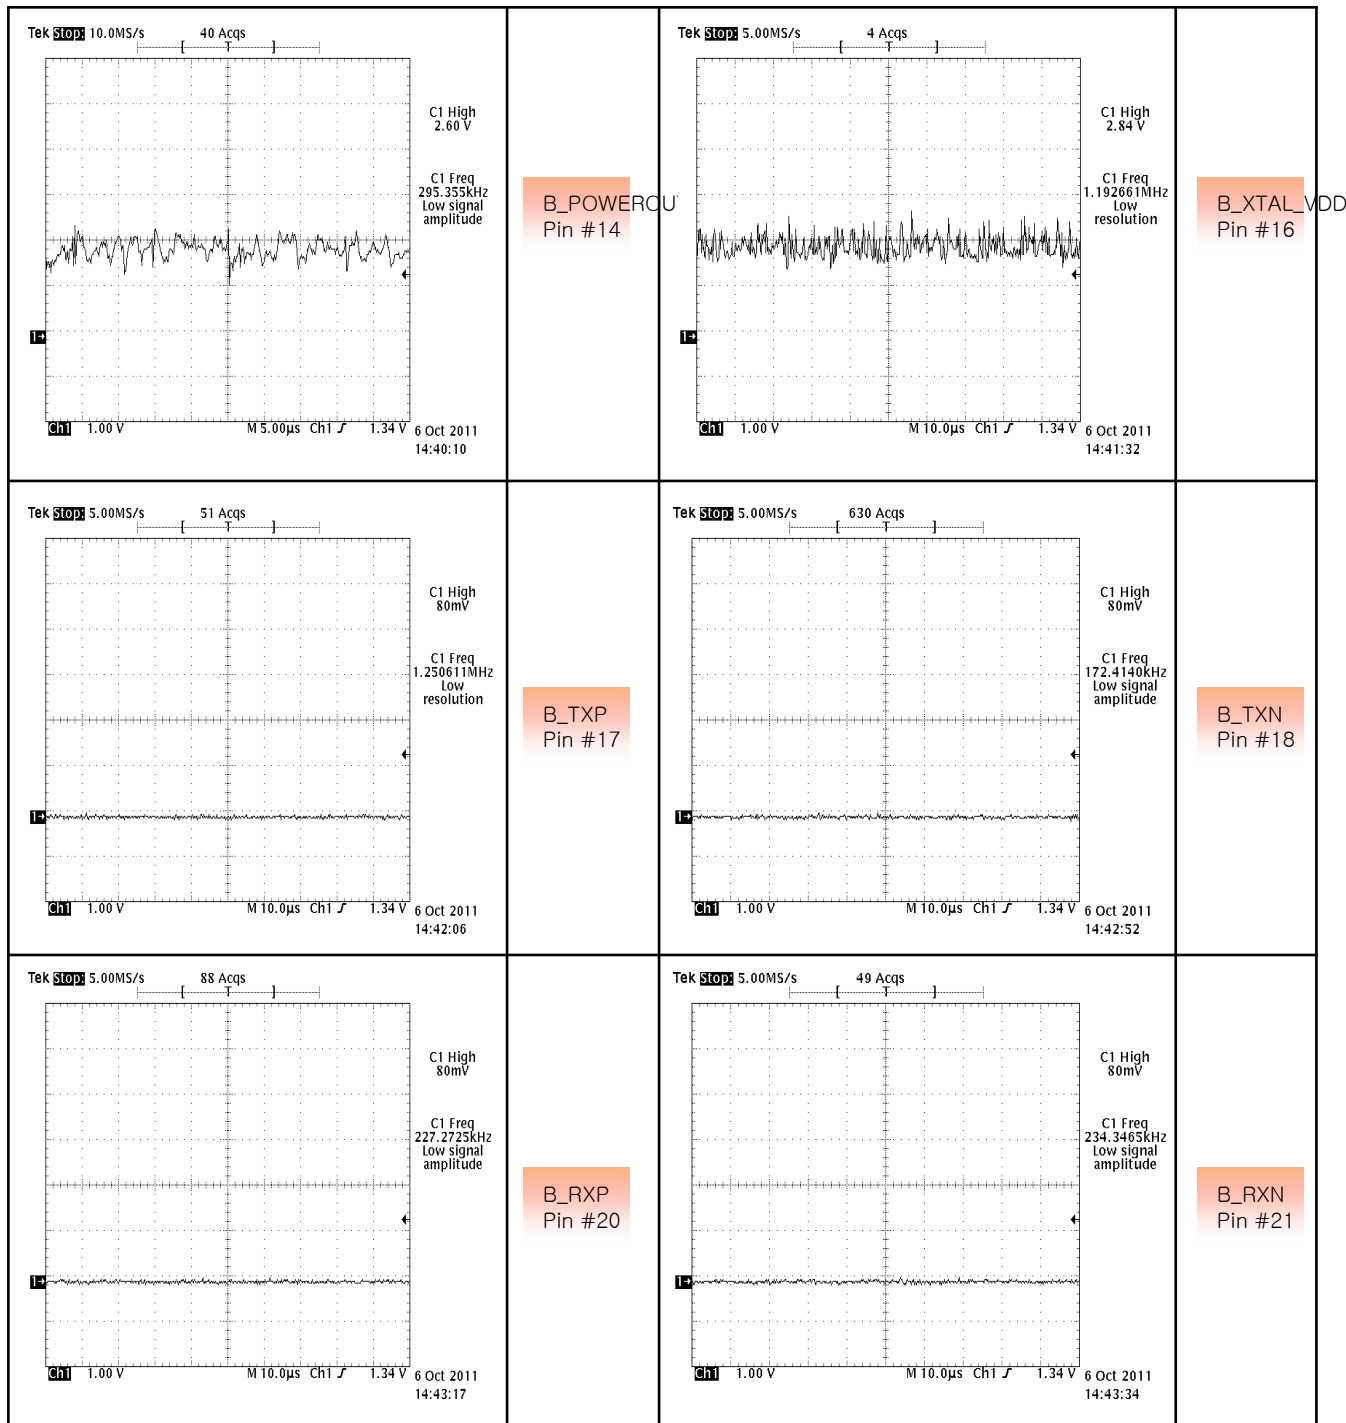 Tek Stop: 10.0MS/s 40 Acqs
[ T ]
C1 High
2.60 V
C1 Freq
295.355kHz
Low signal
amplitude
1→
Ch1 1.00 V M 5.00µs Ch1 ∫ 1.34 V
6 Oct 2011
14:40:10
B_POWEROU
Pin #14
Tek Stop: 5.00MS/s 4 Acqs
[ T ]
C1 High
2.84 V
C1 Freq
1.192661MHz
Low
resolution
1→
Ch1 1.00 V M 10.0µs Ch1 ∫ 1.34 V
6 Oct 2011
14:41:32
B_XTAL_VDD
Pin #16
Tek Stop: 5.00MS/s 51 Acqs
[ T ]
C1 High
80mV
C1 Freq
1.250611MHz
Low
resolution
1→
Ch1 1.00 V M 10.0µs Ch1 ∫ 1.34 V
6 Oct 2011
14:42:06
B_TXP
Pin #17
Tek Stop: 5.00MS/s 630 Acqs
[ T ]
C1 High
80mV
C1 Freq
172.4140kHz
Low signal
amplitude
1→
Ch1 1.00 V M 10.0µs Ch1 ∫ 1.34 V
6 Oct 2011
14:42:52
B_TXN
Pin #18
Tek Stop: 5.00MS/s 88 Acqs
[ T ]
C1 High
80mV
C1 Freq
227.2725kHz
Low signal
amplitude
1→
Ch1 1.00 V M 10.0µs Ch1 ∫ 1.34 V
6 Oct 2011
14:43:17
B_RXP
Pin #20
Tek Stop: 5.00MS/s 49 Acqs
[ T ]
C1 High
80mV
C1 Freq
234.3465kHz
Low signal
amplitude
1→
Ch1 1.00 V M 10.0µs Ch1 ∫ 1.34 V
6 Oct 2011
14:43:34
B_RXN
Pin #21